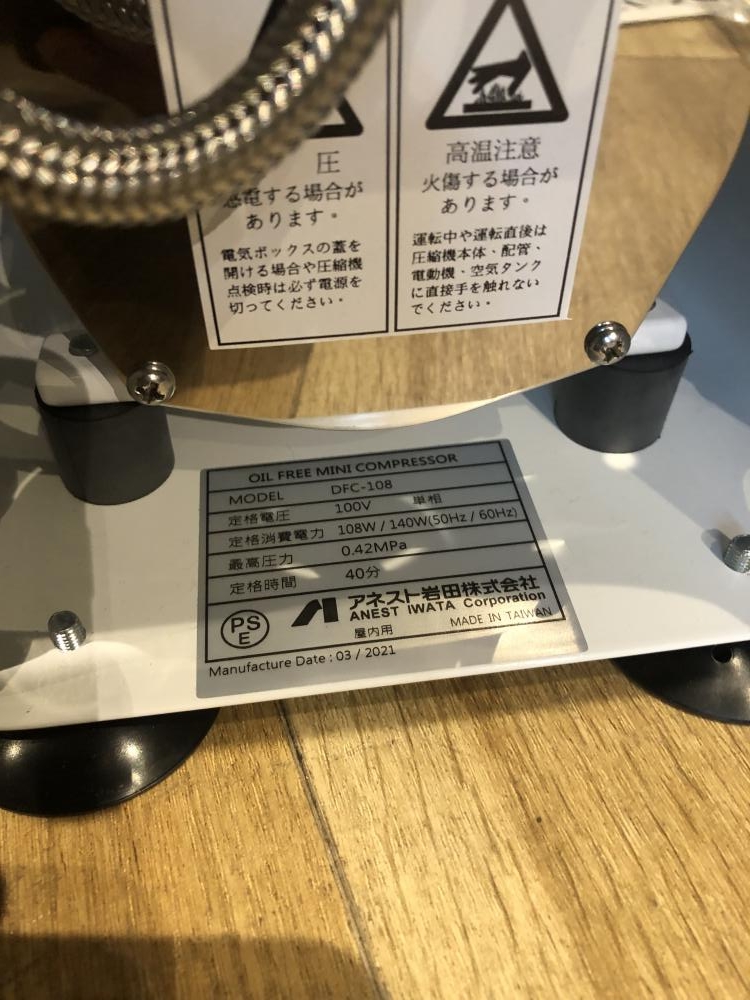 圧
感電する場合が
あります。
電気ボックスの蓋を
開ける場合や圧縮機
点検時は必ず電源を
切ってください。
高温注意
火傷する場合が
あります。
運転中や運転直後は
圧縮機本体、配管、
電動機、空気タンク
に直接手を触れない
でください。
OIL FREE MINI COMPRESSOR
MODEL DFC-108
定格電圧 100V 単相
定格消費電力 108W / 140W(50Hz / 60Hz)
最高圧力 0.42MPa
定格時間 40分
PS
E
アネスト岩田株式会社
ANEST IWATA Corporation
屋内用 MADE IN TAIWAN
Manufacture Date : 03 / 2021